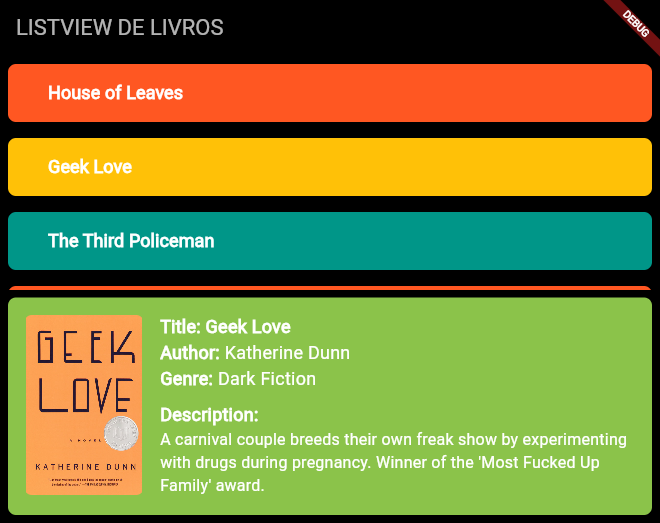 LISTVIEW DE LIVROS
DEBUG
House of Leaves
Geek Love
The Third Policeman
GEEK
LOVE
A NOVEL
KATHERINE DUNN
Title: Geek Love
Author: Katherine Dunn
Genre: Dark Fiction
Description:
A carnival couple breeds their own freak show by experimenting
with drugs during pregnancy. Winner of the 'Most Fucked Up
Family' award.